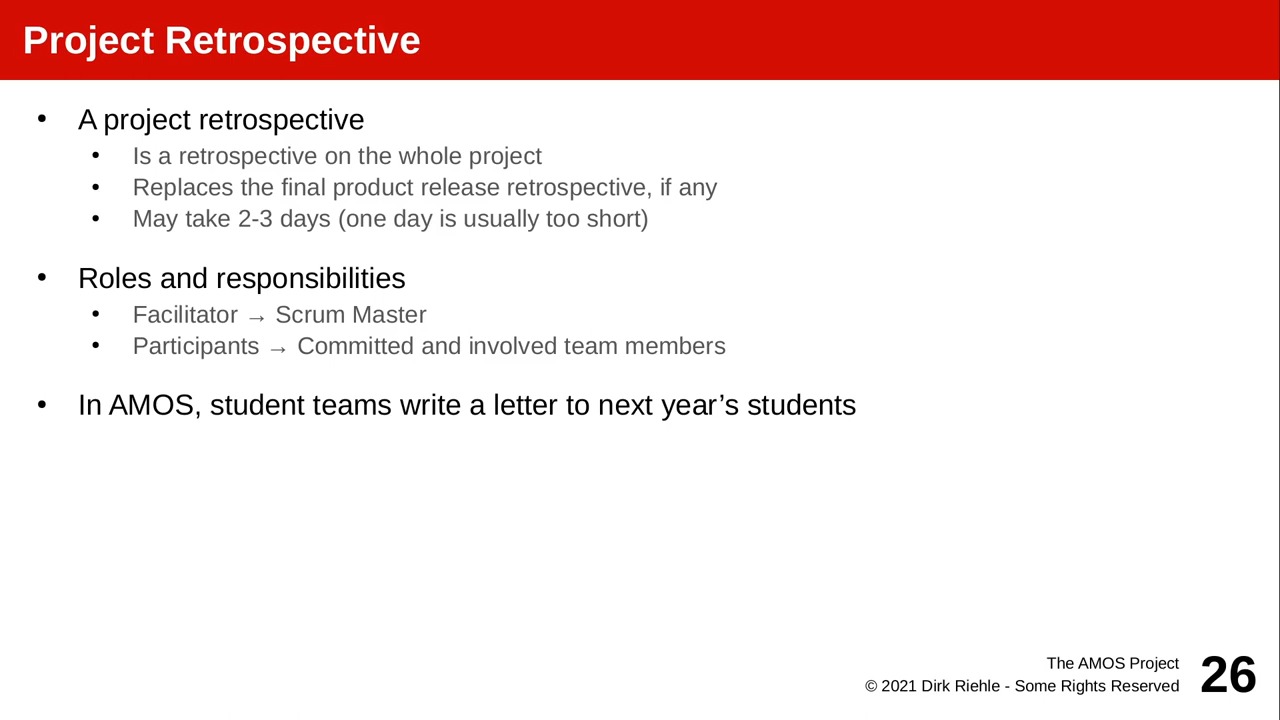 Project Retrospective
• A project retrospective
• Is a retrospective on the whole project
• Replaces the final product release retrospective, if any
• May take 2-3 days (one day is usually too short)
• Roles and responsibilities
• Facilitator → Scrum Master
• Participants → Committed and involved team members
• In AMOS, student teams write a letter to next year’s students
The AMOS Project
© 2021 Dirk Riehle - Some Rights Reserved
26